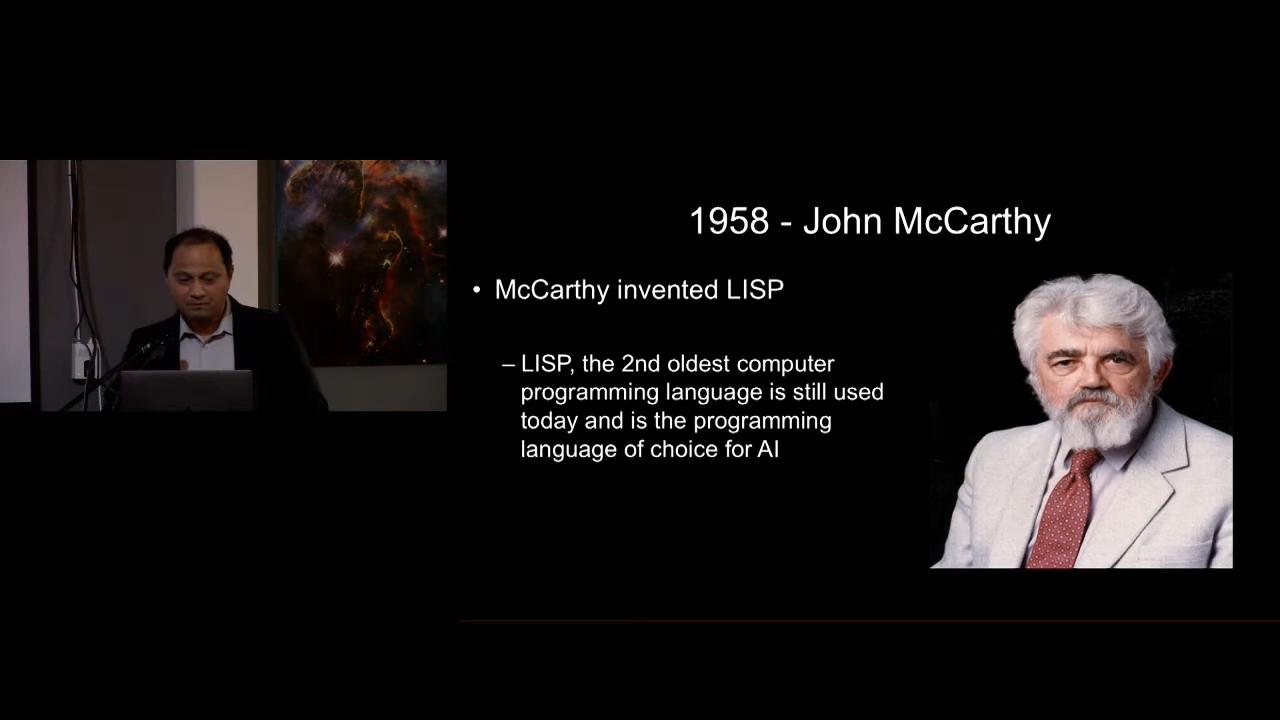 1958 - John McCarthy
• McCarthy invented LISP
– LISP, the 2nd oldest computer
programming language is still used
today and is the programming
language of choice for AI